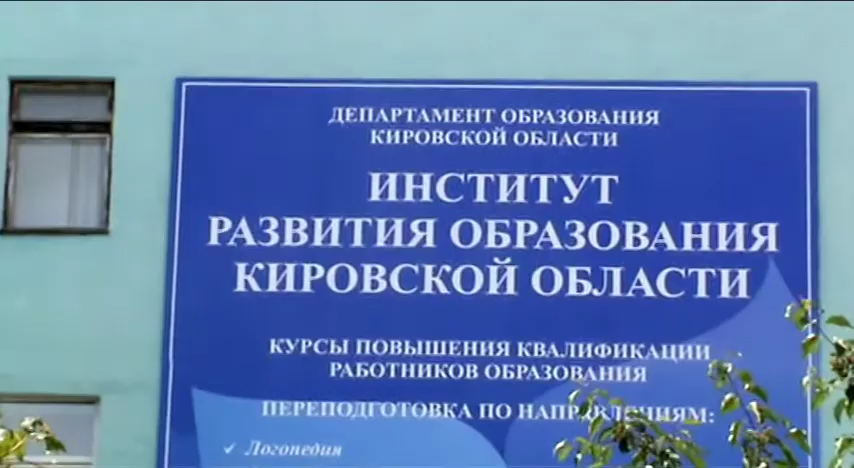 ДЕПАРТАМЕНТ ОБРАЗОВАНИЯ
КИРОВСКОЙ ОБЛАСТИ
ИНСТИТУТ
РАЗВИТИЯ ОБРАЗОВАНИЯ
КИРОВСКОЙ ОБЛАСТИ
КУРСЫ ПОВЫШЕНИЯ КВАЛИФИКАЦИИ
РАБОТНИКОВ ОБРАЗОВАНИЯ
ПЕРЕПОДГОТОВКА ПО НАПРАВЛЕНИЯМ:
✓ Логопедия